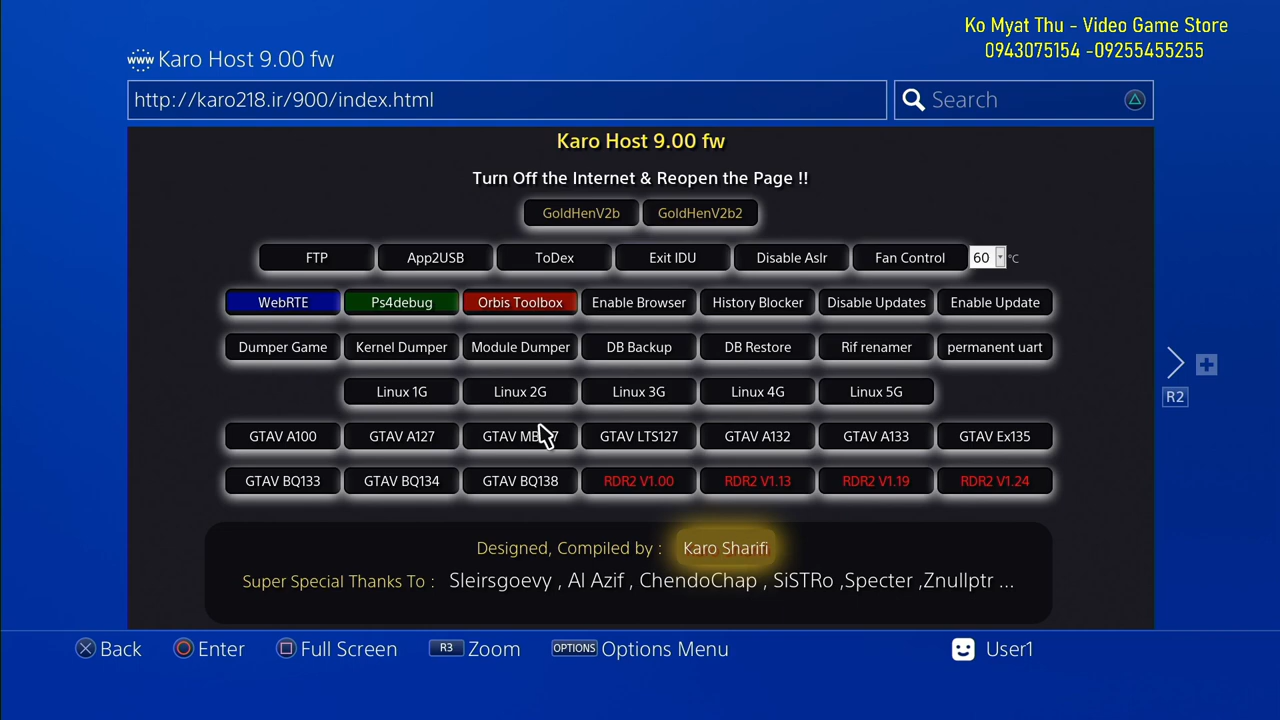 Ko Myat Thu - Video Game Store
0943075154 -09255455255
www Karo Host 9.00 fw
http://karo218.ir/900/index.html
Search
Karo Host 9.00 fw
Turn Off the Internet & Reopen the Page !!
GoldHenV2b GoldHenV2b2
FTP App2USB ToDex Exit IDU Disable Aslr Fan Control 60 °C
WebRTE Ps4debug Orbis Toolbox Enable Browser History Blocker Disable Updates Enable Update
Dumper Game Kernel Dumper Module Dumper DB Backup DB Restore Rif renamer permanent uart
R2
Linux 1G Linux 2G Linux 3G Linux 4G Linux 5G
GTAV A100 GTAV A127 GTAV GTAV LTS127 GTAV A132 GTAV A133 GTAV Ex135
GTAV BQ133 GTAV BQ134 GTAV BQ138 RDR2 V1.00 RDR2 V1.13 RDR2 V1.19 RDR2 V1.24
Designed, Compiled by : Karo Sharifi
Super Special Thanks To : Sleirsgoevy , Al Azif , ChendoChap , SiSTRo ,Specter ,Znullptr ...
Back Enter Full Screen R3 Zoom OPTIONS Options Menu User1